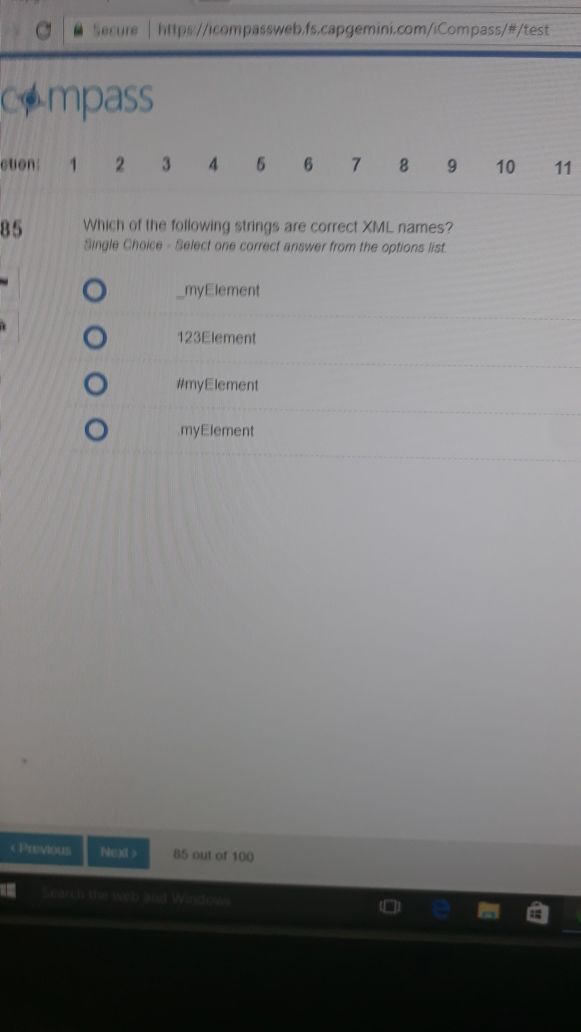 Secure | https://icompassweb.fs.capgemini.com/iCompass/#/test
compass
ction: 1 2 3 4 5 6 7 8 9 10 11
85
Which of the following strings are correct XML names?
Single Choice - Select one correct answer from the options list.
_myElement
123Element
#myElement
.myElement
< Previous Next > 85 out of 100
Search the web and Windows